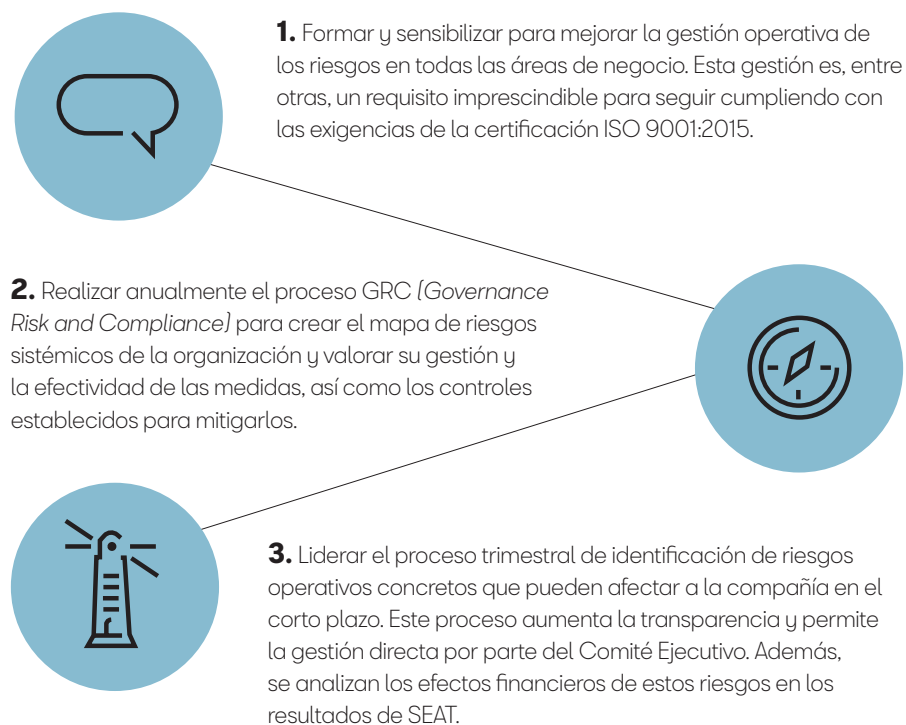 1. Formar y sensibilizar para mejorar la gestión operativa de
los riesgos en todas las áreas de negocio. Esta gestión es, entre
otras, un requisito imprescindible para seguir cumpliendo con
las exigencias de la certificación ISO 9001:2015.
2. Realizar anualmente el proceso GRC (Governance
Risk and Compliance) para crear el mapa de riesgos
sistémicos de la organización y valorar su gestión y
la efectividad de las medidas, así como los controles
establecidos para mitigarlos.
3. Liderar el proceso trimestral de identificación de riesgos
operativos concretos que pueden afectar a la compañía en el
corto plazo. Este proceso aumenta la transparencia y permite
la gestión directa por parte del Comité Ejecutivo. Además,
se analizan los efectos financieros de estos riesgos en los
resultados de SEAT.